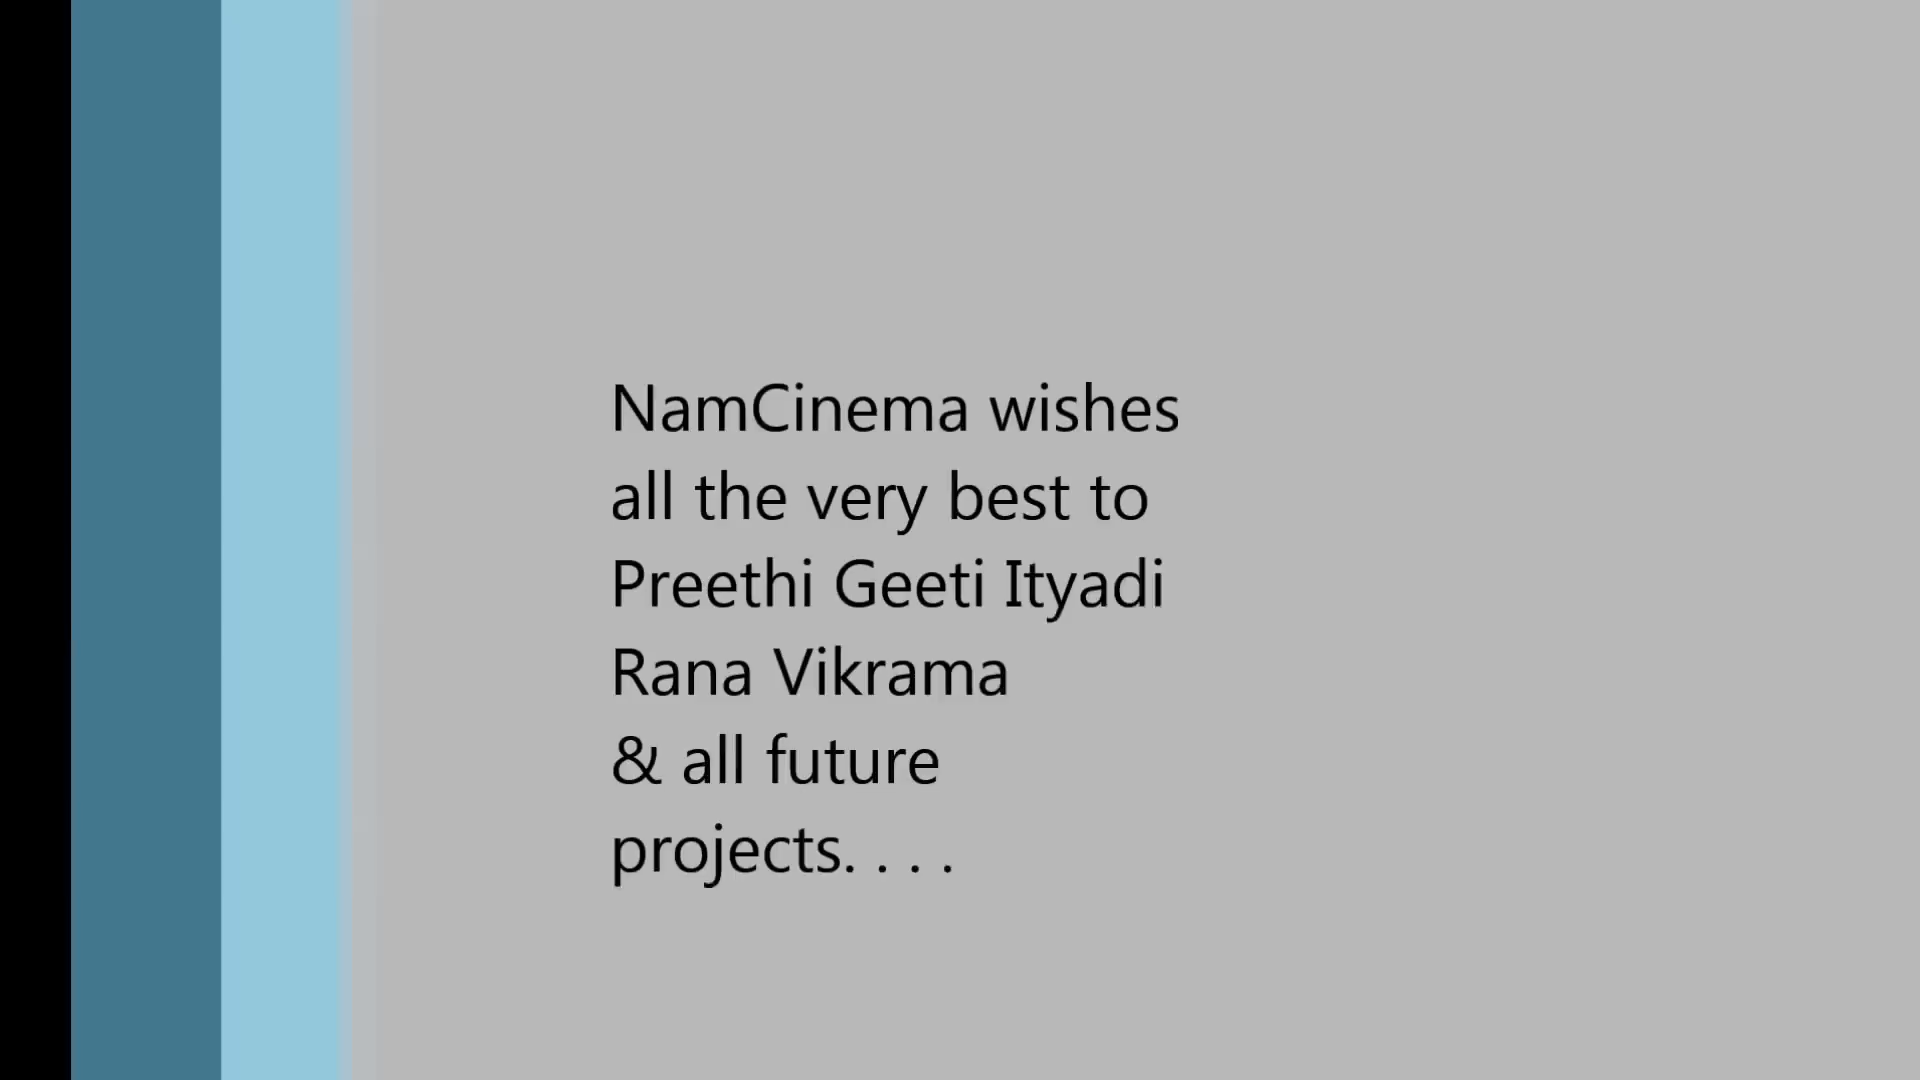 NamCinema wishes
all the very best to
Preethi Geeti Ityadi
Rana Vikrama
& all future
projects. . . .